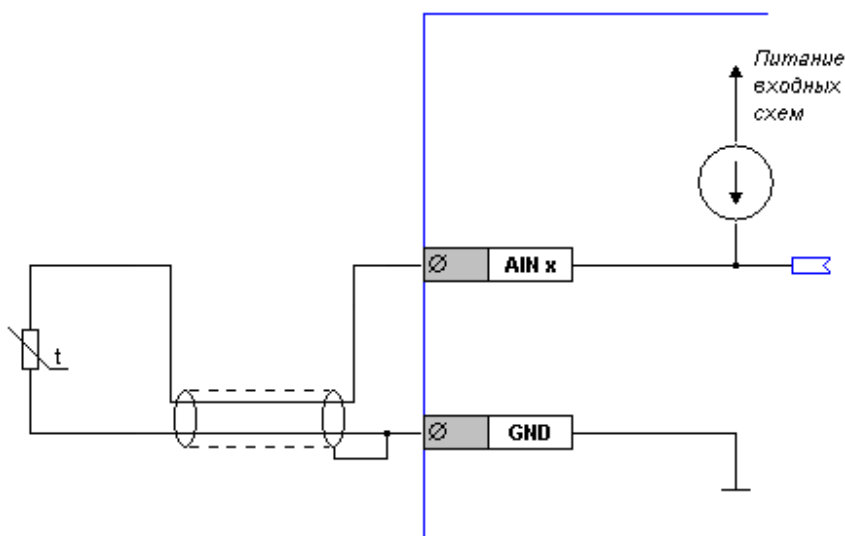 Питание
входных
схем
AIN x
t
GND